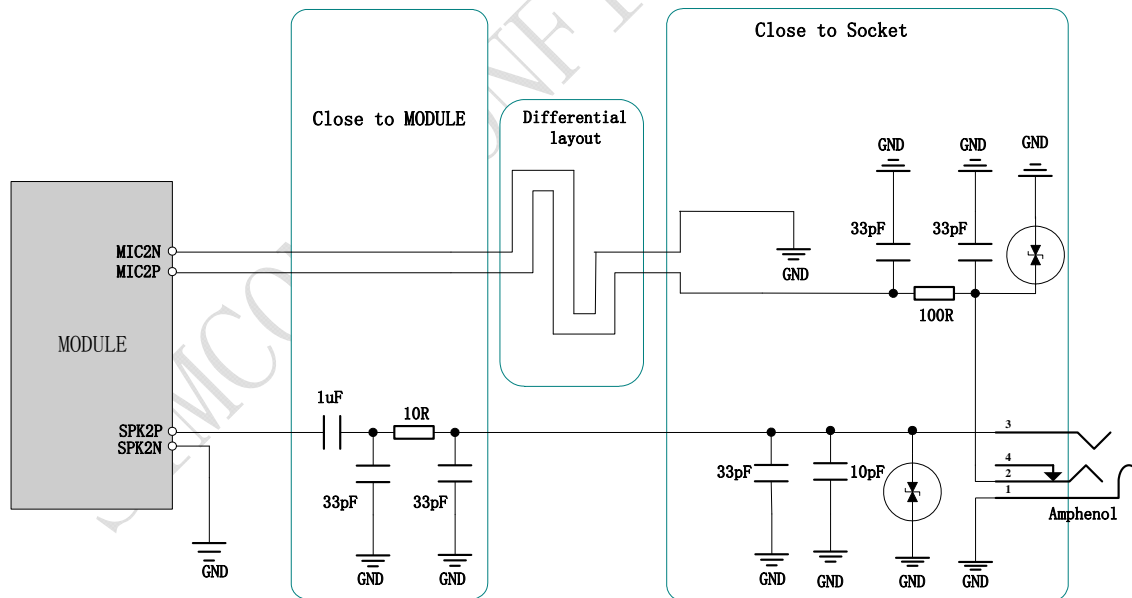 Close to Socket
Close to MODULE
Differential
layout
GND
GND
GND
MIC2N
MIC2P
33pF
33pF
GND
100R
MODULE
1uF
10R
SPK2P
SPK2N
3
4
2
1
33pF
33pF
33pF
10pF
Amphenol
GND
GND
GND
GND
GND
GND
GND